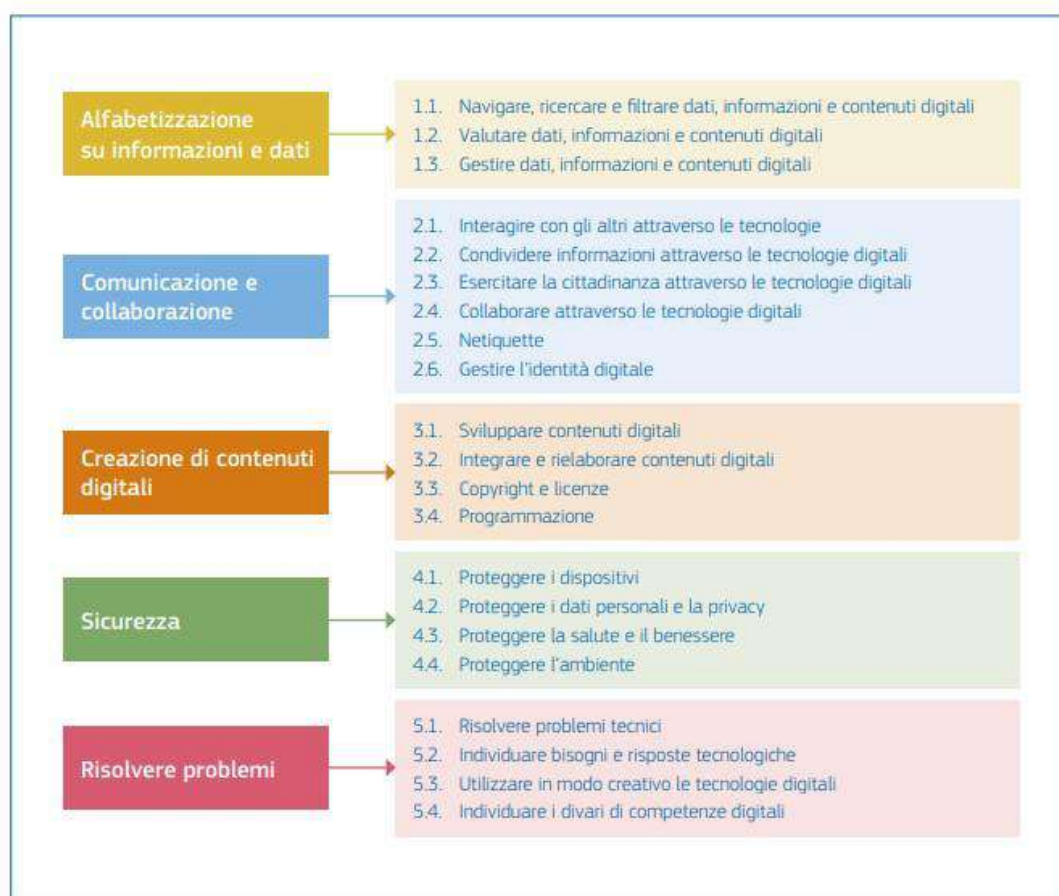 Alfabetizzazione
su informazioni e dati
1.1. Navigare, ricercare e filtrare dati, informazioni e contenuti digitali
1.2. Valutare dati, informazioni e contenuti digitali
1.3. Gestire dati, informazioni e contenuti digitali
Comunicazione e
collaborazione
2.1. Interagire con gli altri attraverso le tecnologie
2.2. Condividere informazioni attraverso le tecnologie digitali
2.3. Esercitare la cittadinanza attraverso le tecnologie digitali
2.4. Collaborare attraverso le tecnologie digitali
2.5. Netiquette
2.6. Gestire l'identità digitale
Creazione di contenuti
digitali
3.1. Sviluppare contenuti digitali
3.2. Integrare e rielaborare contenuti digitali
3.3. Copyright e licenze
3.4. Programmazione
Sicurezza
4.1. Proteggere i dispositivi
4.2. Proteggere i dati personali e la privacy
4.3. Proteggere la salute e il benessere
4.4. Proteggere l'ambiente
Risolvere problemi
5.1. Risolvere problemi tecnici
5.2. Individuare bisogni e risposte tecnologiche
5.3. Utilizzare in modo creativo le tecnologie digitali
5.4. Individuare i divari di competenze digitali